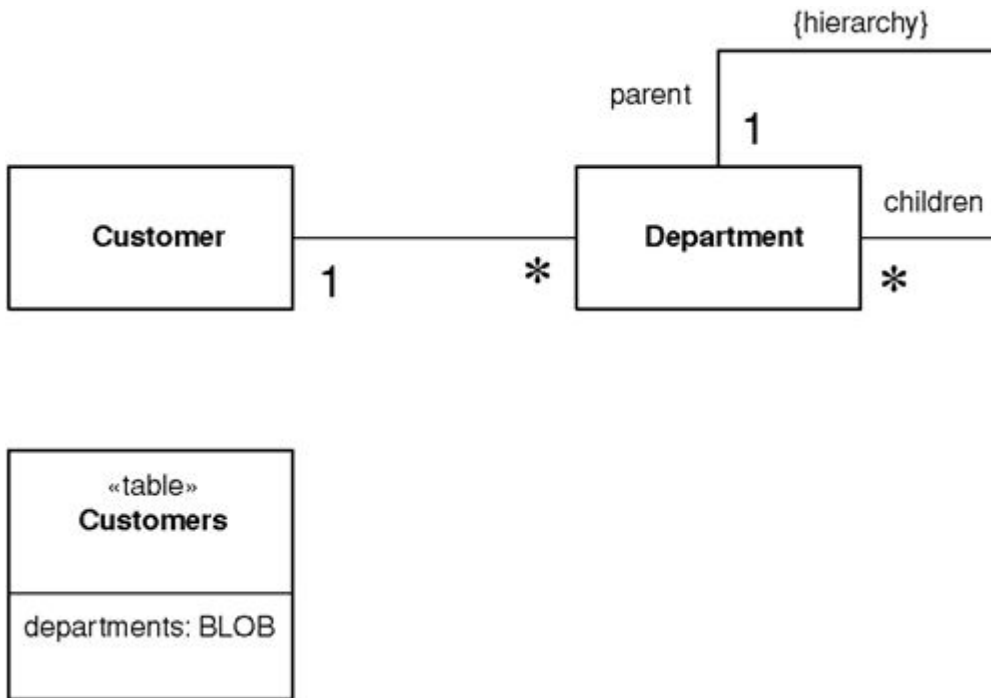 {hierarchy}
parent
1
children
Customer
Department
1
*
*
«table»
Customers
departments: BLOB